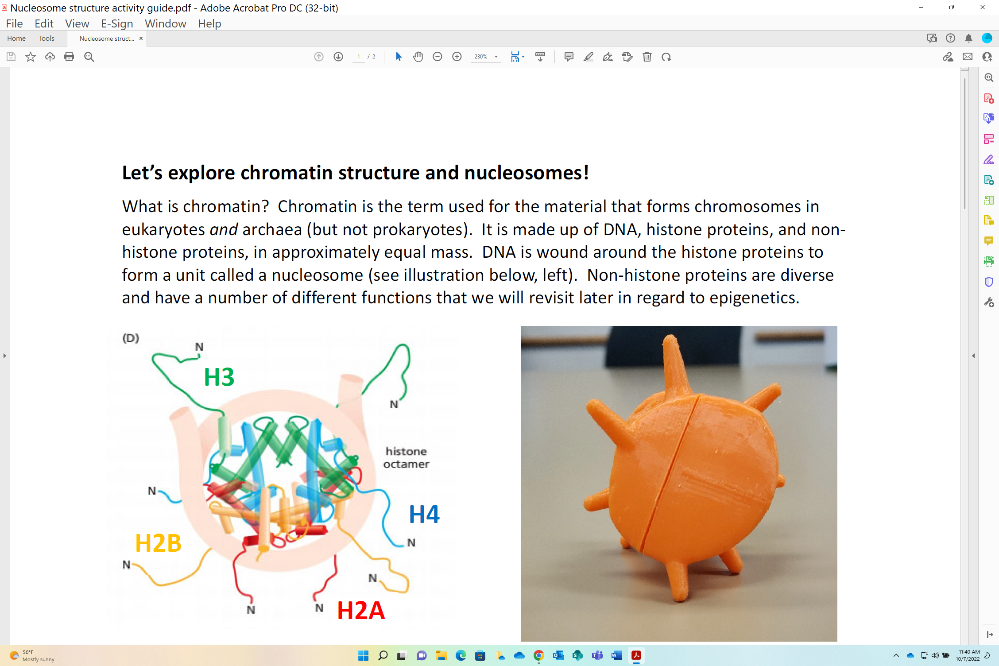 Nucleosome structure activity guide.pdf - Adobe Acrobat Pro DC (32-bit)
File Edit View E-Sign Window Help
Home Tools Nucleosome struct...
1 / 2 230%
Let's explore chromatin structure and nucleosomes!
What is chromatin?  Chromatin is the term used for the material that forms chromosomes in
eukaryotes and archaea (but not prokaryotes).  It is made up of DNA, histone proteins, and non-
histone proteins, in approximately equal mass.  DNA is wound around the histone proteins to
form a unit called a nucleosome (see illustration below, left).  Non-histone proteins are diverse
and have a number of different functions that we will revisit later in regard to epigenetics.
(D)
N
H3
N
histone
octamer
N
H4
N
H2B
N
N
N
N
H2A
50°F
Mostly sunny
11:40 AM
10/7/2022